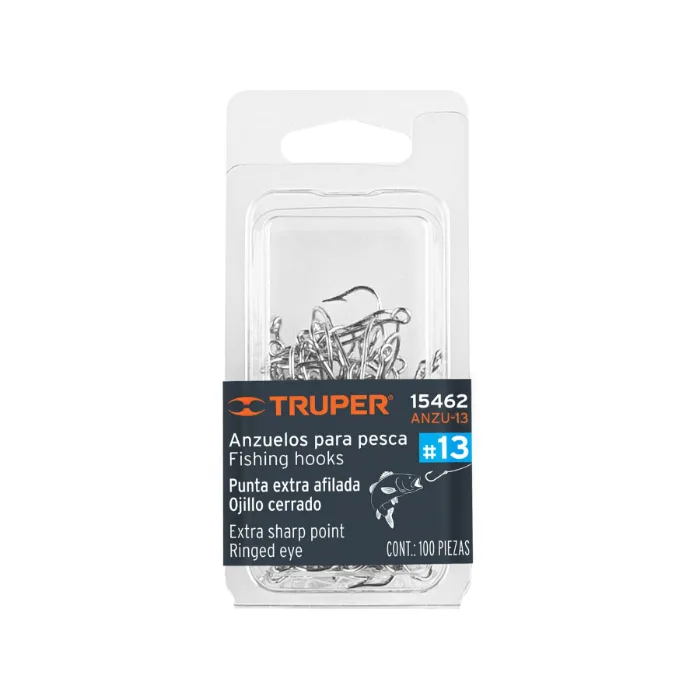 TRUPER®
15462
ANZU-13
Anzuelos para pesca
Fishing hooks
#13
Punta extra afilada
Ojillo cerrado
Extra sharp point
Ringed eye
CONT.: 100 PIEZAS